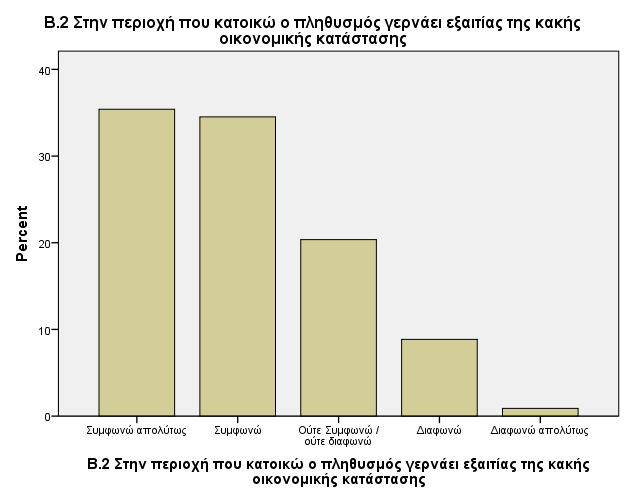 Β.2 Στην περιοχή που κατοικώ ο πληθυσμός γερνάει εξαιτίας της κακής
οικονομικής κατάστασης
40
30
20
10
0
Percent
Συμφωνώ απολύτως
Συμφωνώ
Ούτε Συμφωνώ /
ούτε διαφωνώ
Διαφωνώ
Διαφωνώ απολύτως
Β.2 Στην περιοχή που κατοικώ ο πληθυσμός γερνάει εξαιτίας της κακής
οικονομικής κατάστασης